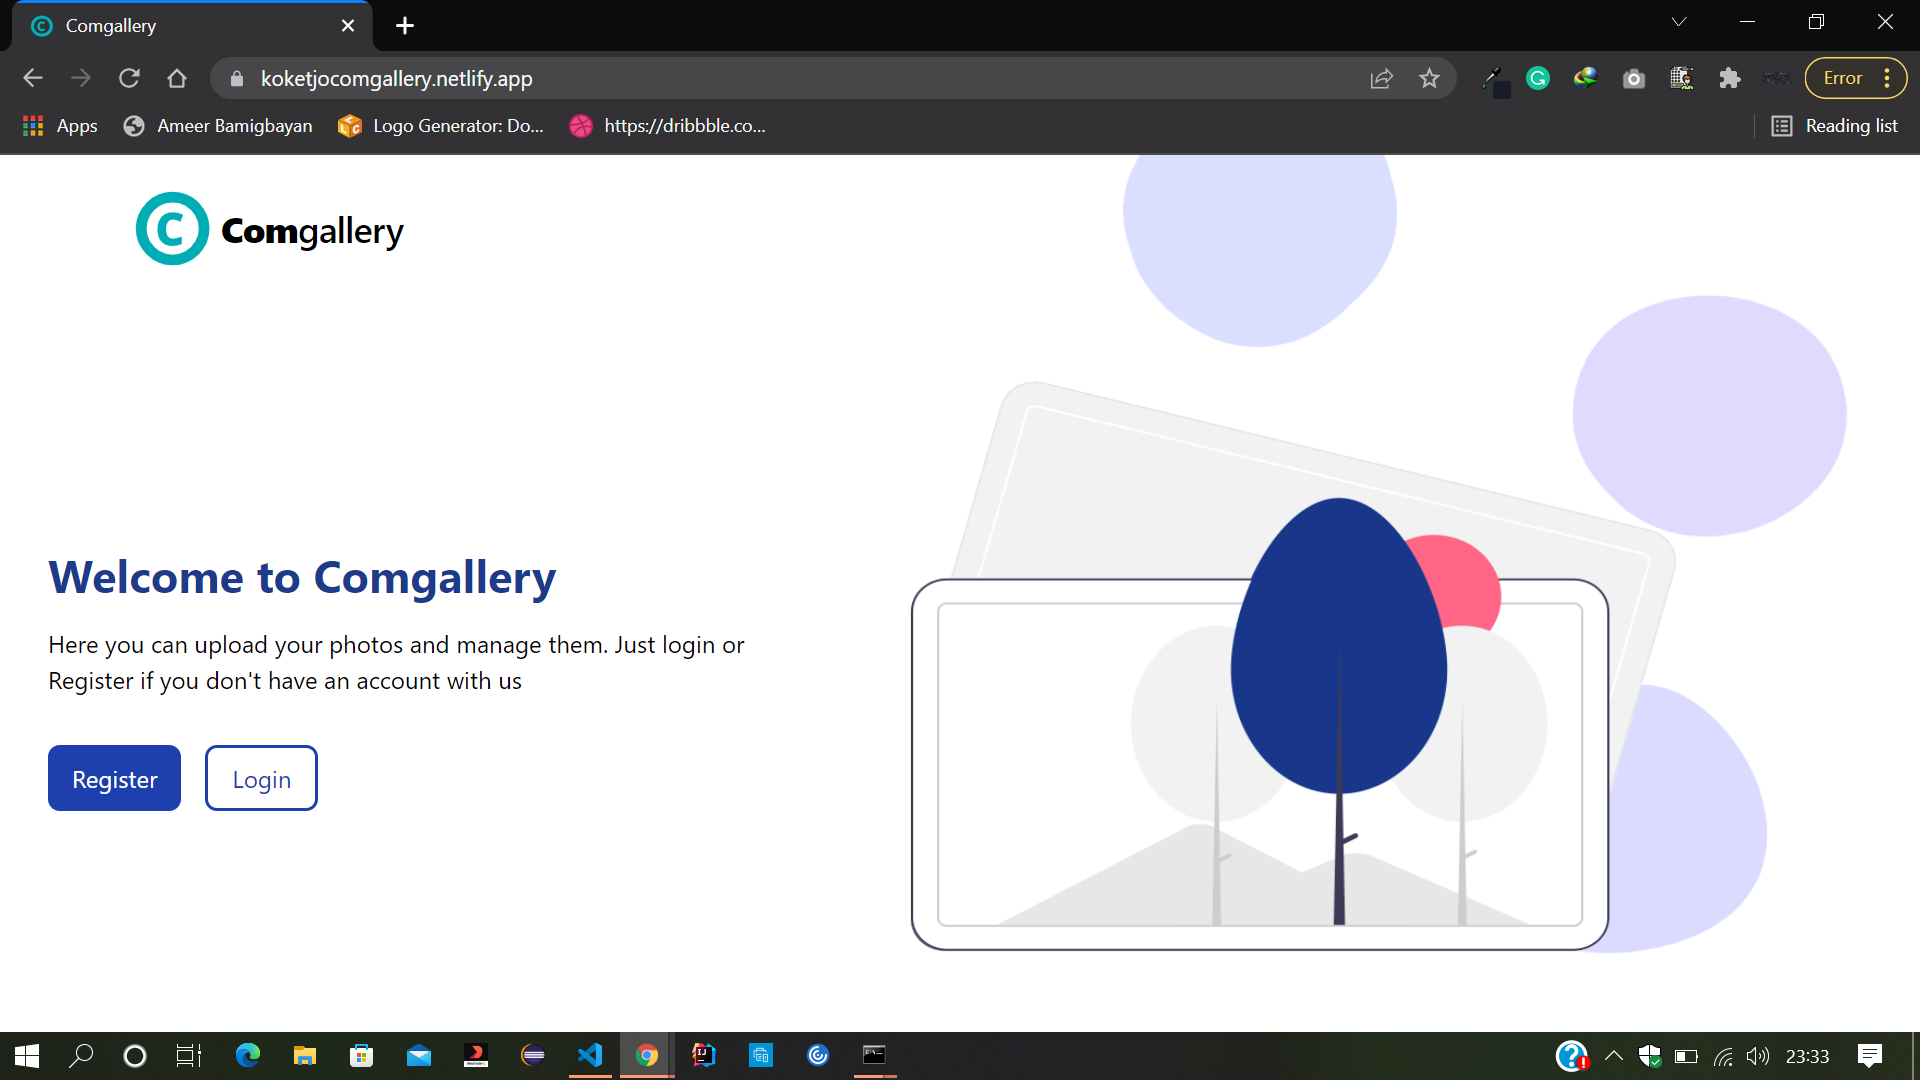 Comgallery
koketjocomgallery.netlify.app
Error
Apps
Ameer Bamigbayan
Logo Generator: Do...
https://dribbble.co...
Reading list
C Comgallery
Welcome to Comgallery
Here you can upload your photos and manage them. Just login or
Register if you don't have an account with us
Register
Login
23:33